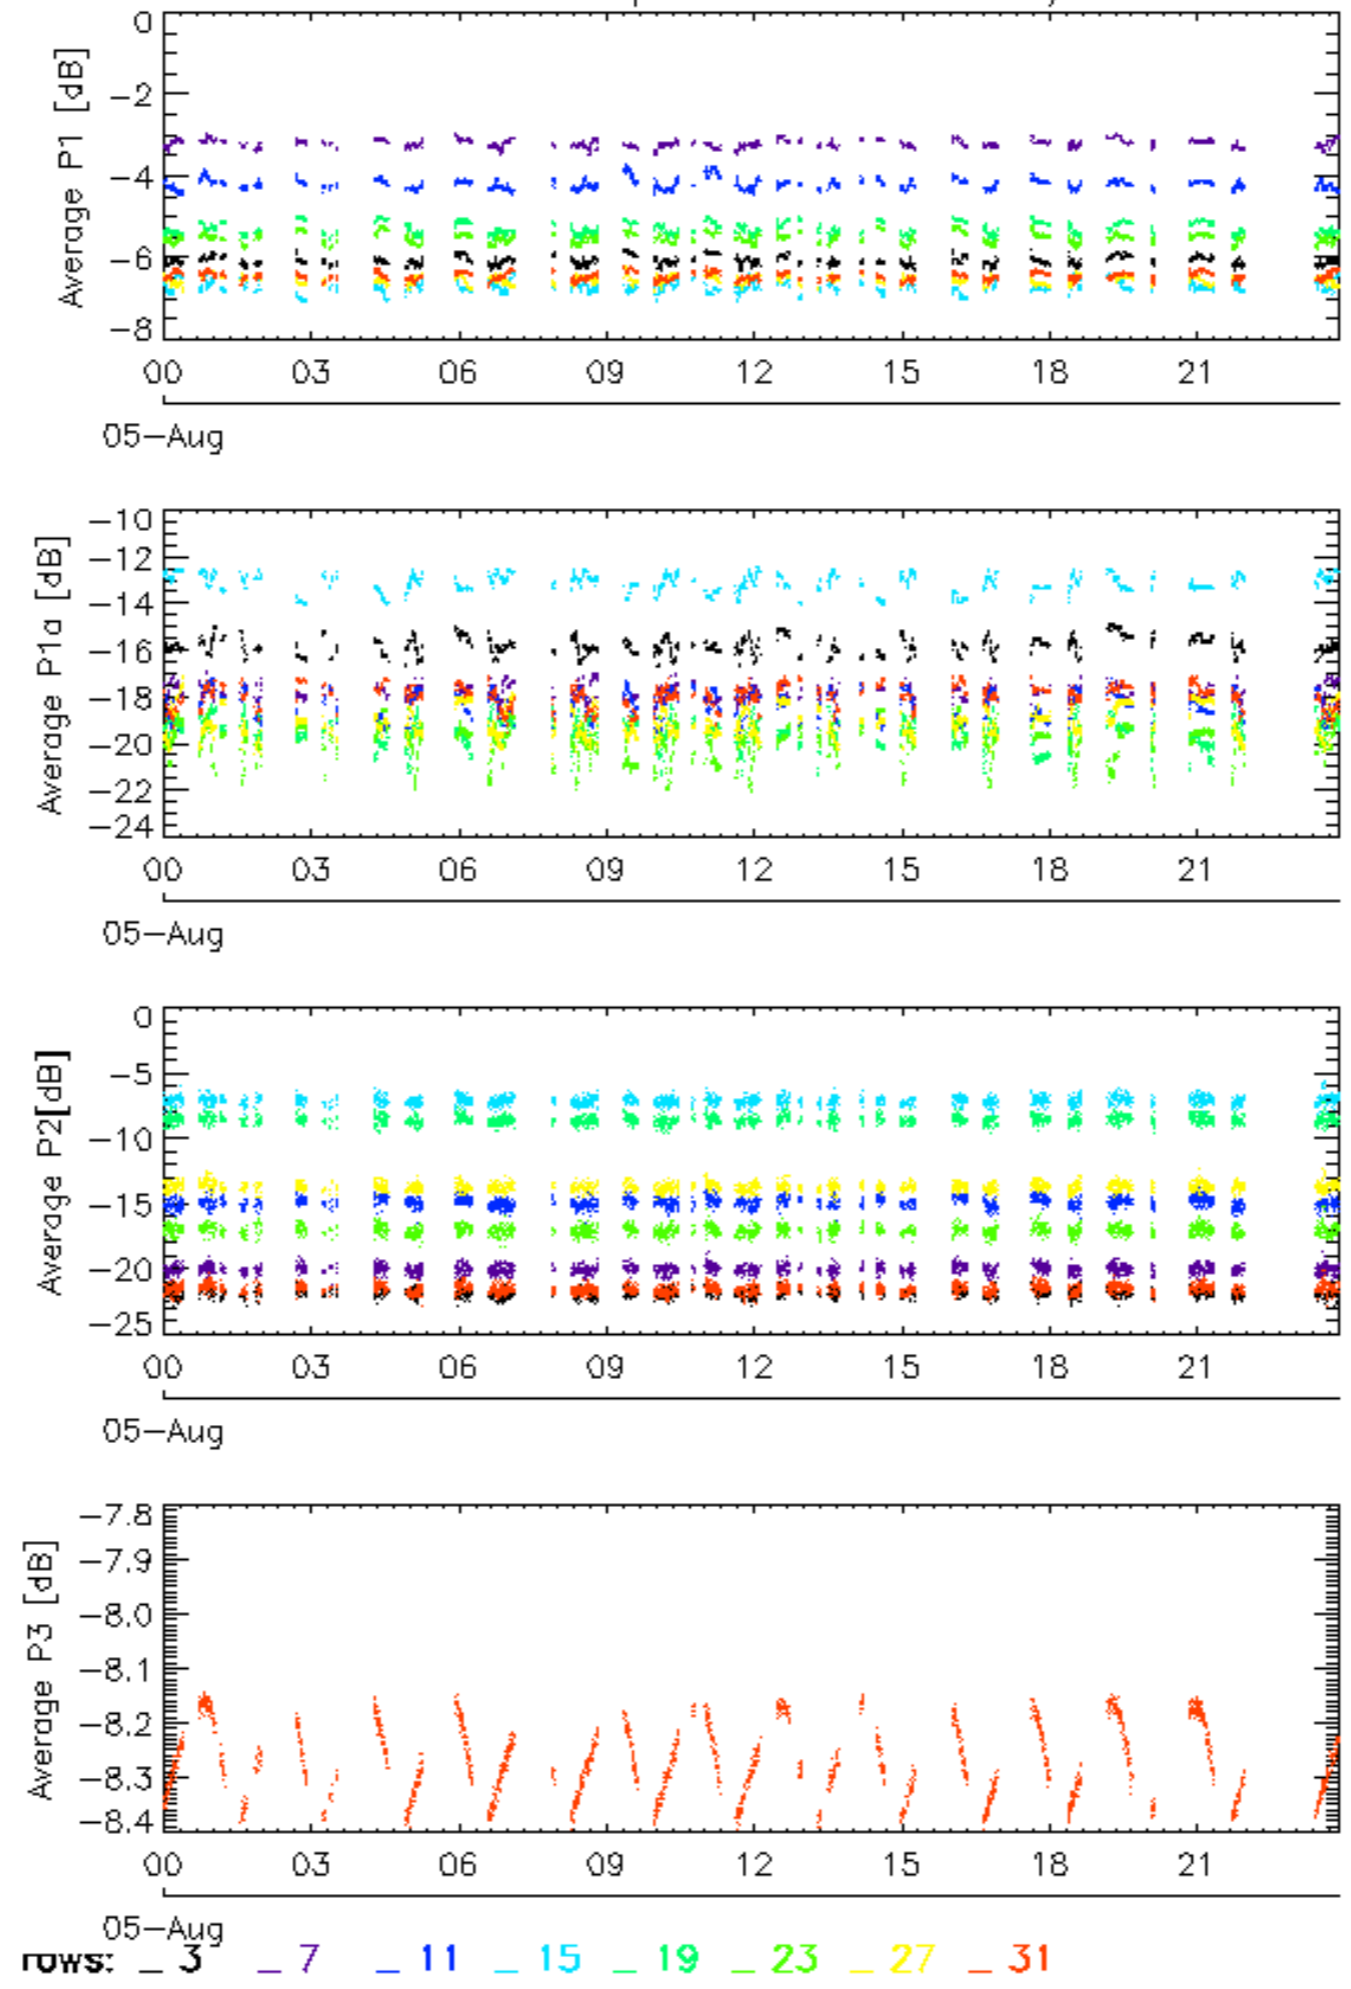 0
-2
-4
-6
-8
Average P1 [dB]
00 03 06 09 12 15 18 21
05-Aug
-10
-12
-14
-16
-18
-20
-22
-24
Average P1a [dB]
00 03 06 09 12 15 18 21
05-Aug
0
-5
-10
-15
-20
-25
Average P2[dB]
00 03 06 09 12 15 18 21
05-Aug
-7.8
-7.9
-8.0
-8.1
-8.2
-8.3
-8.4
Average P3 [dB]
00 03 06 09 12 15 18 21
05-Aug
rows: _ 3 _ 7 _ 11 _ 15 _ 19 _ 23 _ 27 _ 31